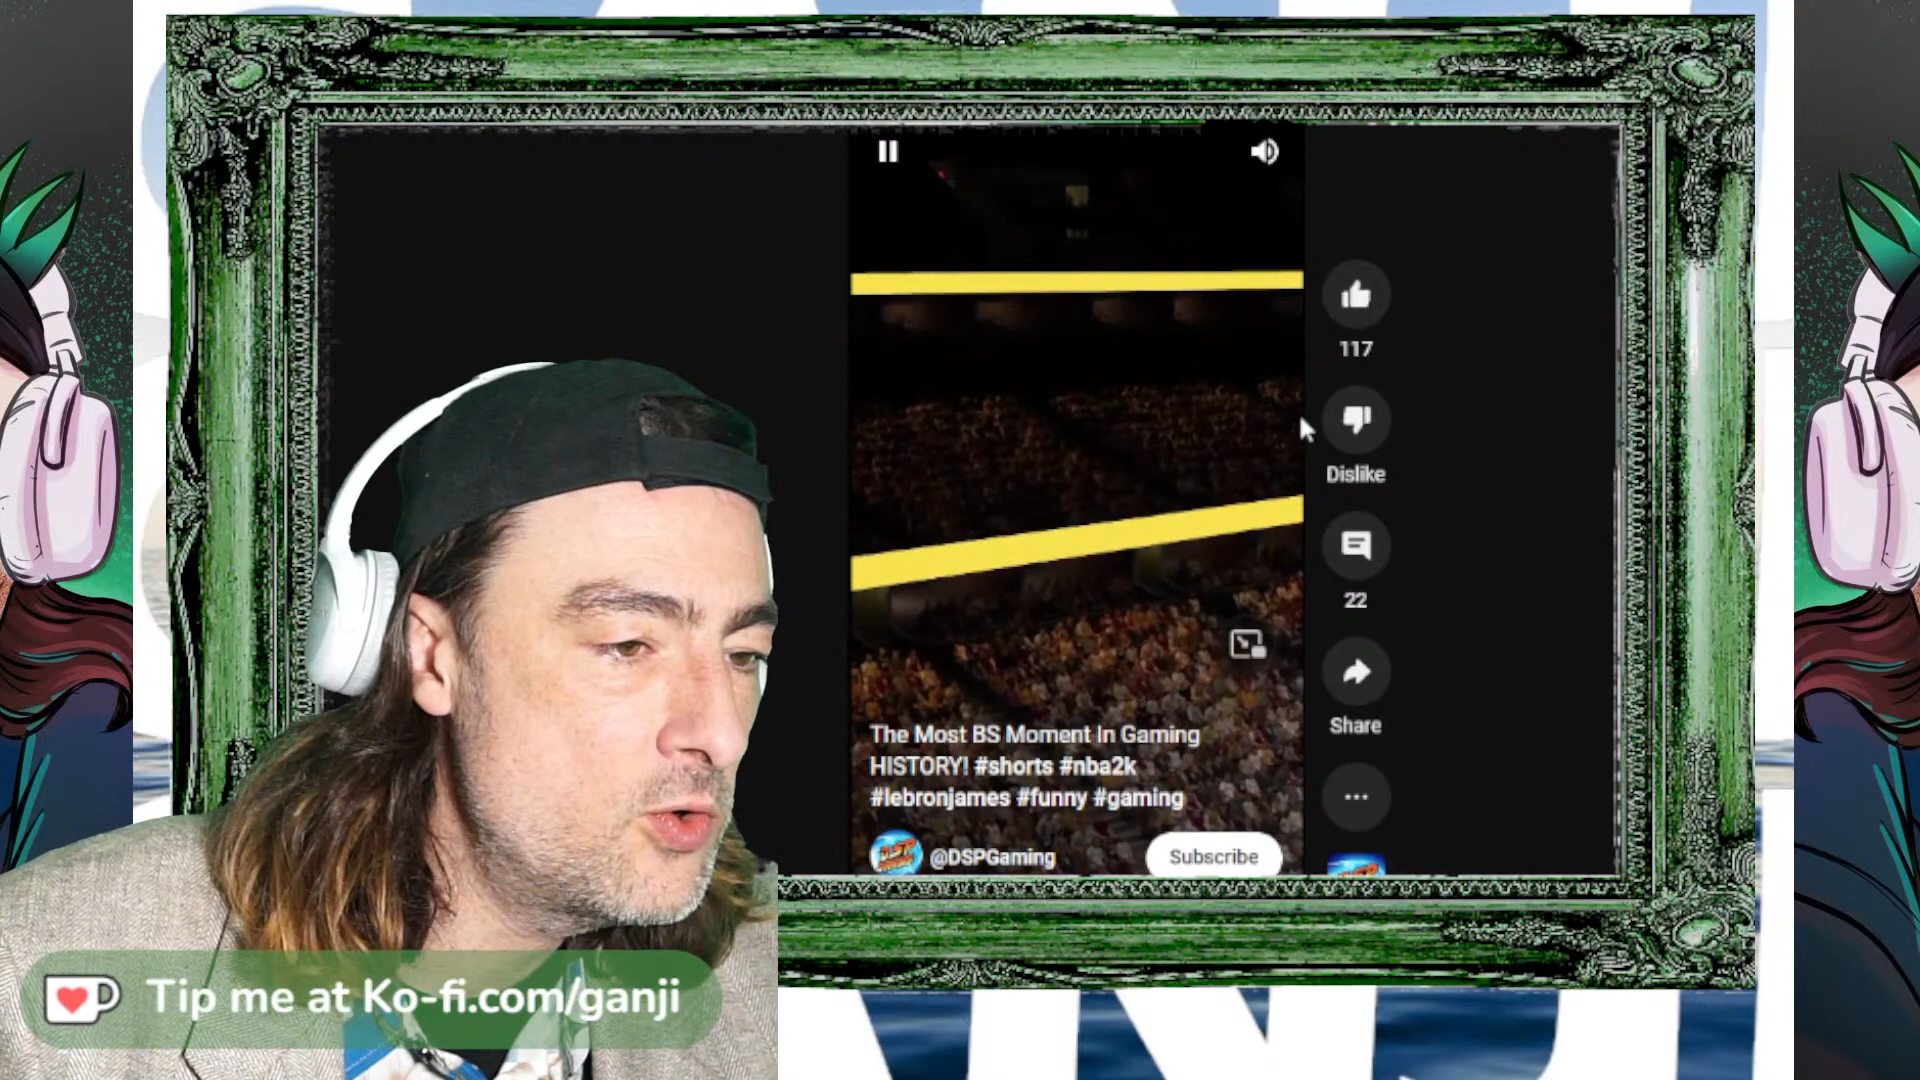 117
Dislike
22
Share
The Most BS Moment In Gaming
HISTORY! #shorts #nba2k
#lebronjames #funny #gaming
DSP
@DSPGaming
Subscribe
Tip me at Ko-fi.com/ganji